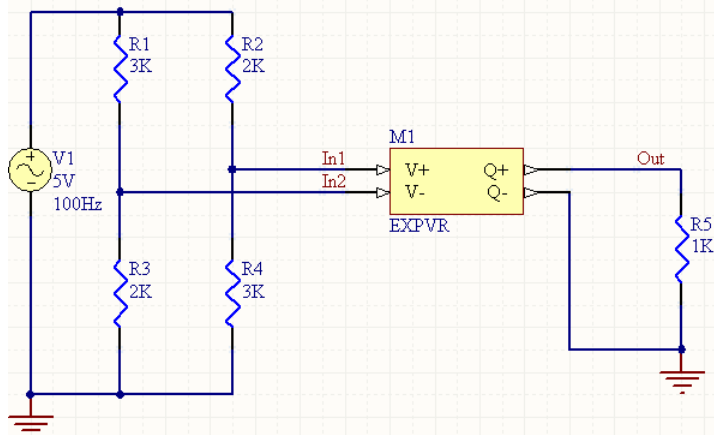 R1
3K
R2
2K
V1
5V
100Hz
+
-
In1
In2
M1
V+
V-
Q+
Q-
EXPVR
Out
R5
1K
R3
2K
R4
3K